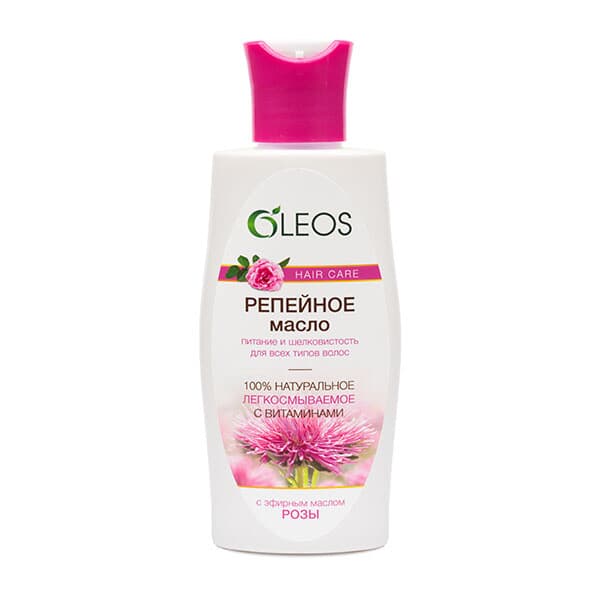 OLEOS
HAIR CARE
РЕПЕЙНОЕ
масло
питание и шелковистость
для всех типов волос
100% НАТУРАЛЬНОЕ
ЛЕГКОСМЫВАЕМОЕ
С ВИТАМИНАМИ
с эфирным маслом
РОЗЫ